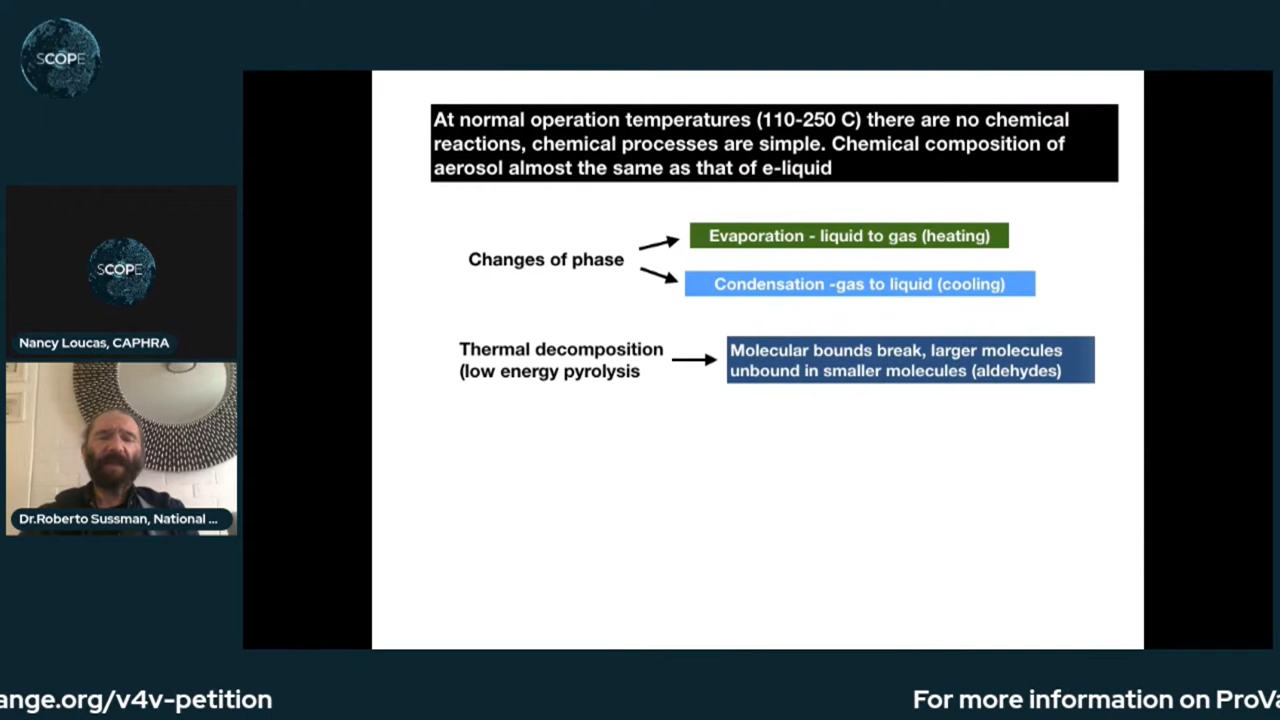 SCOPE
At normal operation temperatures (110-250 C) there are no chemical
reactions, chemical processes are simple. Chemical composition of
aerosol almost the same as that of e-liquid
Changes of phase
Evaporation - liquid to gas (heating)
Condensation -gas to liquid (cooling)
Thermal decomposition
(low energy pyrolysis
Molecular bounds break, larger molecules
unbound in smaller molecules (aldehydes)
SCOPE
Nancy Loucas, CAPHRA
Dr.Roberto Sussman, National ...
ange.org/v4v-petition
For more information on ProVa